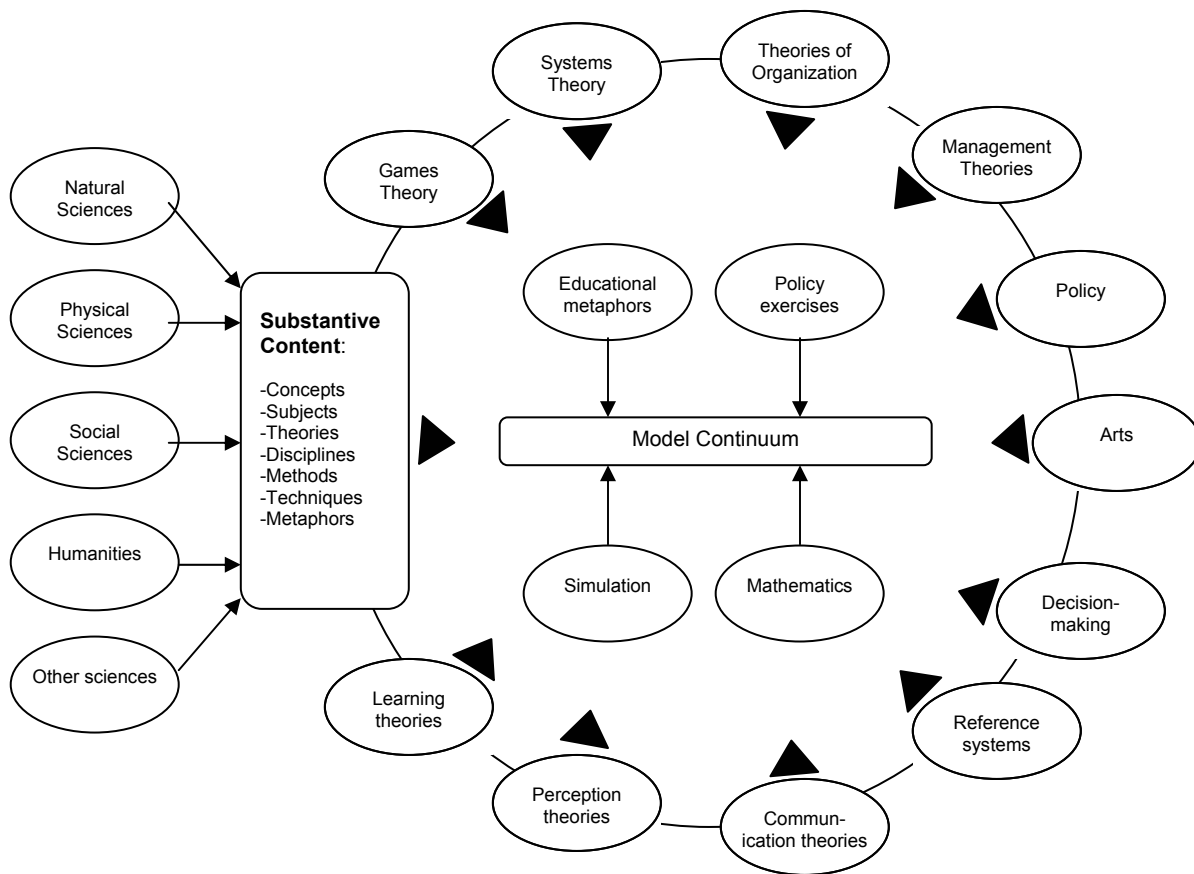 Systems
Theory
Theories of
Organization
Games
Theory
Management
Theories
Natural
Sciences
Physical
Sciences
Social
Sciences
Humanities
Other sciences
Substantive
Content:
-Concepts
-Subjects
-Theories
-Disciplines
-Methods
-Techniques
-Metaphors
Educational
metaphors
Policy
exercises
Model Continuum
Simulation
Mathematics
Policy
Arts
Decision-
making
Reference
systems
Commun-
ication theories
Perception
theories
Learning
theories